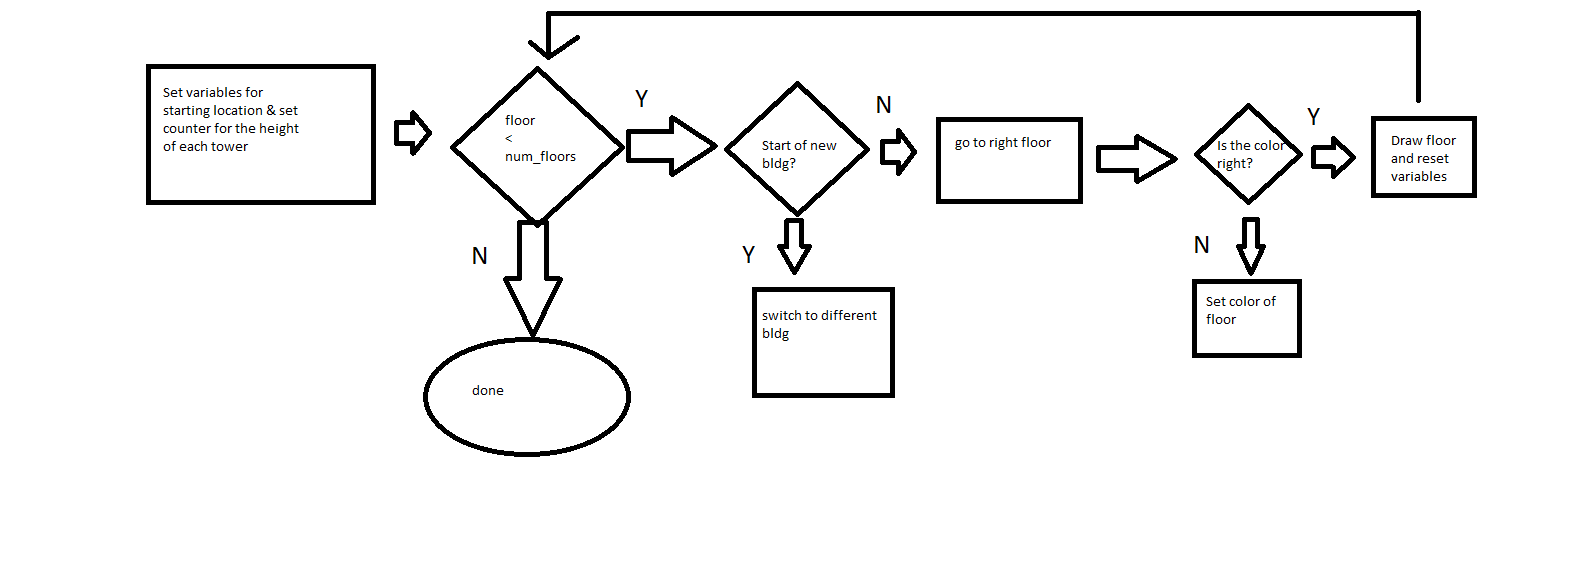 Set variables for
starting location & set
counter for the height
of each tower
floor
<
num_floors
Y
N
done
Start of new
bldg?
N
Y
switch to different
bldg
go to right floor
Is the color
right?
Y
N
Set color of
floor
Draw floor
and reset
variables